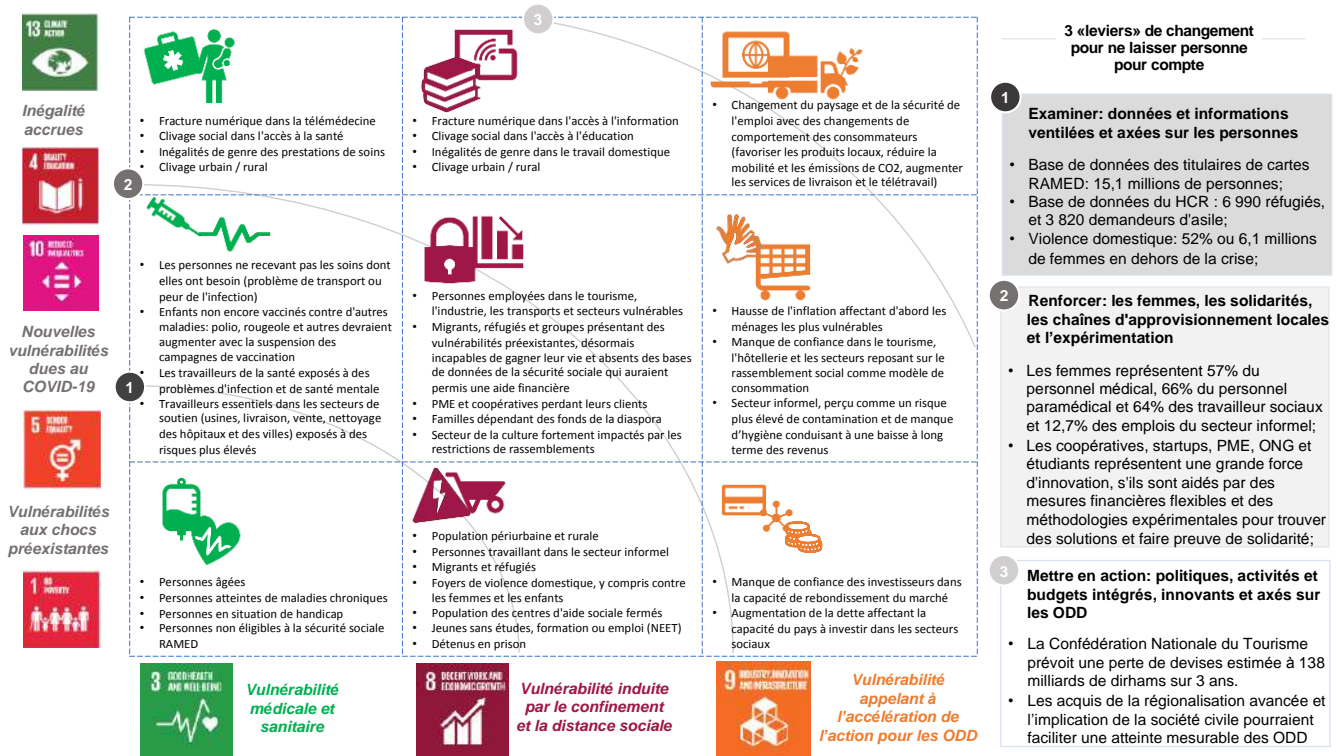 13 CLIMATE
ACTION
Inégalité
accrues
4 QUALITY
EDUCATION
10 REDUCED
INEQUALITIES
Nouvelles
vulnérabilités
dues au
COVID-19
5 GENDER
EQUALITY
Vulnérabilités
aux chocs
préexistantes
1 NO
POVERTY
3
• Fracture numérique dans la télémédecine
• Clivage social dans l'accès à la santé
• Inégalités de genre des prestations de soins
• Clivage urbain / rural
• Fracture numérique dans l'accès à l'information
• Clivage social dans l'accès à l'éducation
• Inégalités de genre dans le travail domestique
• Clivage urbain / rural
• Changement du paysage et de la sécurité de
l'emploi avec des changements de
comportement des consommateurs
(favoriser les produits locaux, réduire la
mobilité et les émissions de CO2, augmenter
les services de livraison et le télétravail)
2
• Les personnes ne recevant pas les soins dont
elles ont besoin (problème de transport ou
peur de l'infection)
• Enfants non encore vaccinés contre d'autres
maladies: polio, rougeole et autres devraient
augmenter avec la suspension des
campagnes de vaccination
• Les travailleurs de la santé exposés à des
problèmes d'infection et de santé mentale
• Travailleurs essentiels dans les secteurs de
soutien (usines, livraison, vente, nettoyage
des hôpitaux et des villes) exposés à des
risques plus élevés
1
• Personnes employées dans le tourisme,
l'industrie, les transports et secteurs vulnérables
• Migrants, réfugiés et groupes présentant des
vulnérabilités préexistantes, désormais
incapables de gagner leur vie et absents des bases
de données de la sécurité sociale qui auraient
permis une aide financière
• PME et coopératives perdant leurs clients
• Familles dépendant des fonds de la diaspora
• Secteur de la culture fortement impactés par les
restrictions de rassemblements
• Hausse de l'inflation affectant d'abord les
ménages les plus vulnérables
• Manque de confiance dans le tourisme,
l'hôtellerie et les secteurs reposant sur le
rassemblement social comme modèle de
consommation
• Secteur informel, perçu comme un risque
plus élevé de contamination et de manque
d'hygiène conduisant à une baisse à long
terme des revenus
• Personnes âgées
• Personnes atteintes de maladies chroniques
• Personnes en situation de handicap
• Personnes non éligibles à la sécurité sociale
RAMED
• Population périurbaine et rurale
• Personnes travaillant dans le secteur informel
• Migrants et réfugiés
• Foyers de violence domestique, y compris contre
les femmes et les enfants
• Population des centres d'aide sociale fermés
• Jeunes sans études, formation ou emploi (NEET)
• Détenus en prison
• Manque de confiance des investisseurs dans
la capacité de rebondissement du marché
• Augmentation de la dette affectant la
capacité du pays à investir dans les secteurs
sociaux
3 GOOD HEALTH
AND WELL-BEING
Vulnérabilité
médicale et
sanitaire
8 DECENT WORK AND
ECONOMIC GROWTH
Vulnérabilité induite
par le confinement
et la distance sociale
9 INDUSTRY, INNOVATION
AND INFRASTRUCTURE
Vulnérabilité
appelant à
l'accélération de
l'action pour les ODD
3 «leviers» de changement
pour ne laisser personne
pour compte
1
Examiner: données et informations
ventilées et axées sur les personnes
• Base de données des titulaires de cartes
RAMED: 15,1 millions de personnes;
• Base de données du HCR : 6 990 réfugiés,
et 3 820 demandeurs d'asile;
• Violence domestique: 52% ou 6,1 millions
de femmes en dehors de la crise;
2
Renforcer: les femmes, les solidarités,
les chaînes d'approvisionnement locales
et l'expérimentation
• Les femmes représentent 57% du
personnel médical, 66% du personnel
paramédical et 64% des travailleur sociaux
et 12,7% des emplois du secteur informel;
• Les coopératives, startups, PME, ONG et
étudiants représentent une grande force
d'innovation, s'ils sont aidés par des
mesures financières flexibles et des
méthodologies expérimentales pour trouver
des solutions et faire preuve de solidarité;
3
Mettre en action: politiques, activités et
budgets intégrés, innovants et axés sur
les ODD
• La Confédération Nationale du Tourisme
prévoit une perte de devises estimée à 138
milliards de dirhams sur 3 ans.
• Les acquis de la régionalisation avancée et
l'implication de la société civile pourraient
faciliter une atteinte mesurable des ODD